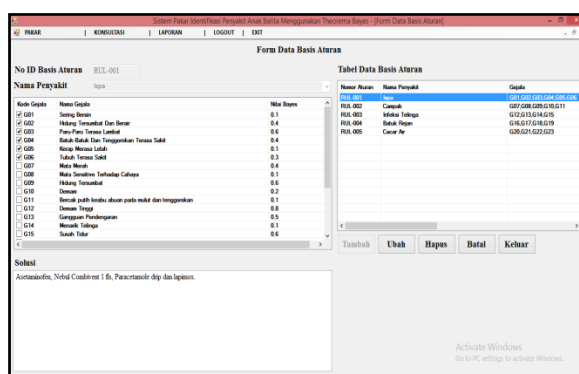 Sistem Pakar Identifikasi Penyakit Anak Balita Menggunakan Theorema Bayes - [Form Data Basis Aturan]
PAKAR | KONSULTASI | LAPORAN | LOGOUT | EXIT
Form Data Basis Aturan
No ID Basis Aturan RUL-001
Nama Penyakit Ispa
Kode Gejala Nama Gejala Nilai Bayes
G01 Sering Bersin 0.1
G02 Hidung Tersumbat Dan Berair 0.4
G03 Paru-Paru Terasa Lambat 0.6
G04 Batuk-Batuk Dan Tenggorokan Terasa Sakit 0.4
G05 Kerap Merasa Lelah 0.1
G06 Tubuh Terasa Sakit 0.3
G07 Mata Merah 0.4
G08 Mata Sensitive Terhadap Cahaya 0.1
G09 Hidung Tersumbat 0.6
G10 Demam 0.2
G11 Bercak putih keabu abuan pada mulut dan tenggorokan 0.1
G12 Demam Tinggi 0.8
G13 Gangguan Pendengaran 0.5
G14 Menarik Telinga 0.1
G15 Susah Tidur 0.6
Tabel Data Basis Aturan
Nomor Aturan Nama Penyakit Gejala
RUL-001 Ispa G01,G02,G03,G04,G05,G06
RUL-002 Campak G07,G08,G09,G10,G11
RUL-003 Infeksi Telinga G12,G13,G14,G15
RUL-004 Batuk Rejan G16,G17,G18,G19
RUL-005 Cacar Air G20,G21,G22,G23
Tambah Ubah Hapus Batal Keluar
Solusi
Asetaminofen, Nebul Combivent 1 fls, Paracetamole drip dan lapinox.
Activate Windows
Go to PC settings to activate Windows.